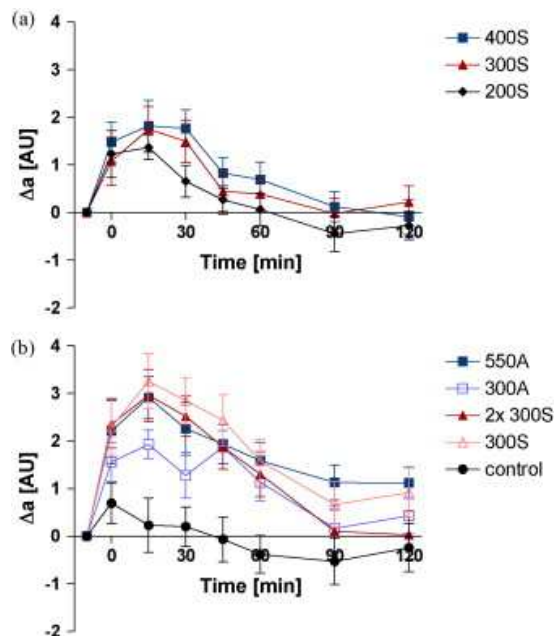 (a)
4
3
2
1
0
-1
-2
Δa [AU]
0
30
60
90
120
Time [min]
400S
300S
200S
(b)
4
3
2
1
0
-1
-2
Δa [AU]
0
30
60
90
120
Time [min]
550A
300A
2x 300S
300S
control